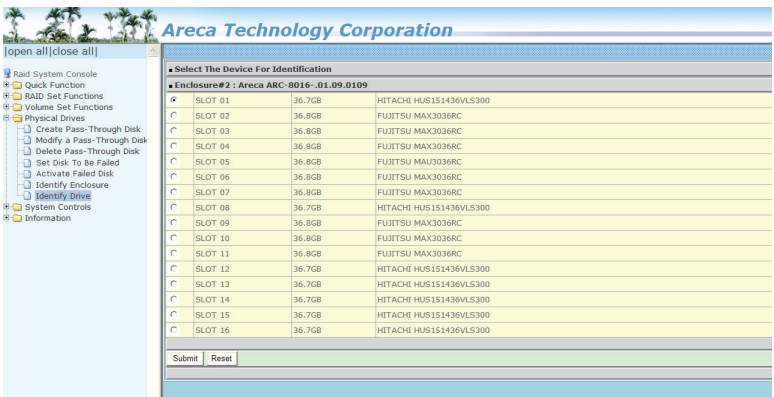 Areca Technology Corporation
|open all|close all|
Raid System Console
Quick Function
RAID Set Functions
Volume Set Functions
Physical Drives
Create Pass-Through Disk
Modify a Pass-Through Disk
Delete Pass-Through Disk
Set Disk To Be Failed
Activate Failed Disk
Identify Enclosure
Identify Drive
System Controls
Information
Select The Device For Identification
Enclosure#2 : Areca ARC-8016-.01.09.0109
SLOT 01 36.7GB HITACHI HUS151436VLS300
SLOT 02 36.8GB FUJITSU MAX3036RC
SLOT 03 36.8GB FUJITSU MAX3036RC
SLOT 04 36.8GB FUJITSU MAX3036RC
SLOT 05 36.8GB FUJITSU MAU3036RC
SLOT 06 36.8GB FUJITSU MAX3036RC
SLOT 07 36.8GB FUJITSU MAX3036RC
SLOT 08 36.7GB HITACHI HUS151436VLS300
SLOT 09 36.8GB FUJITSU MAX3036RC
SLOT 10 36.8GB FUJITSU MAX3036RC
SLOT 11 36.8GB FUJITSU MAX3036RC
SLOT 12 36.7GB HITACHI HUS151436VLS300
SLOT 13 36.7GB HITACHI HUS151436VLS300
SLOT 14 36.7GB HITACHI HUS151436VLS300
SLOT 15 36.7GB HITACHI HUS151436VLS300
SLOT 16 36.7GB HITACHI HUS151436VLS300
Submit Reset